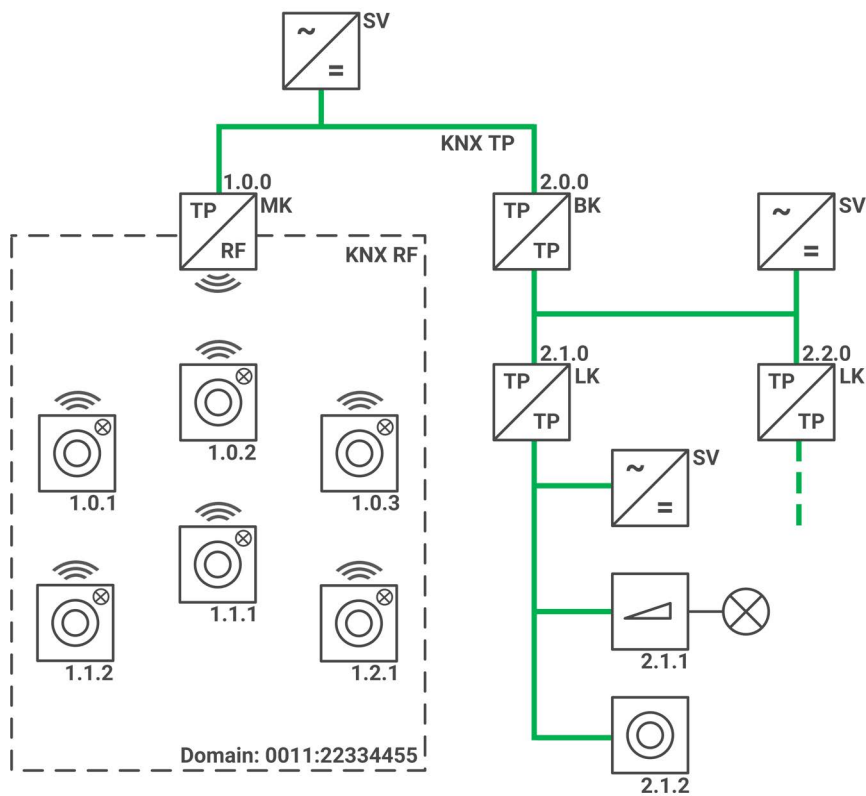 ~
=
SV
KNX TP
1.0.0
TP
RF
MK
2.0.0
TP
TP
BK
~
=
SV
KNX RF
1.0.1
1.0.2
1.0.3
1.1.1
1.1.2
1.2.1
Domain: 0011:22334455
2.1.0
TP
TP
LK
2.2.0
TP
TP
LK
~
=
SV
2.1.1
2.1.2